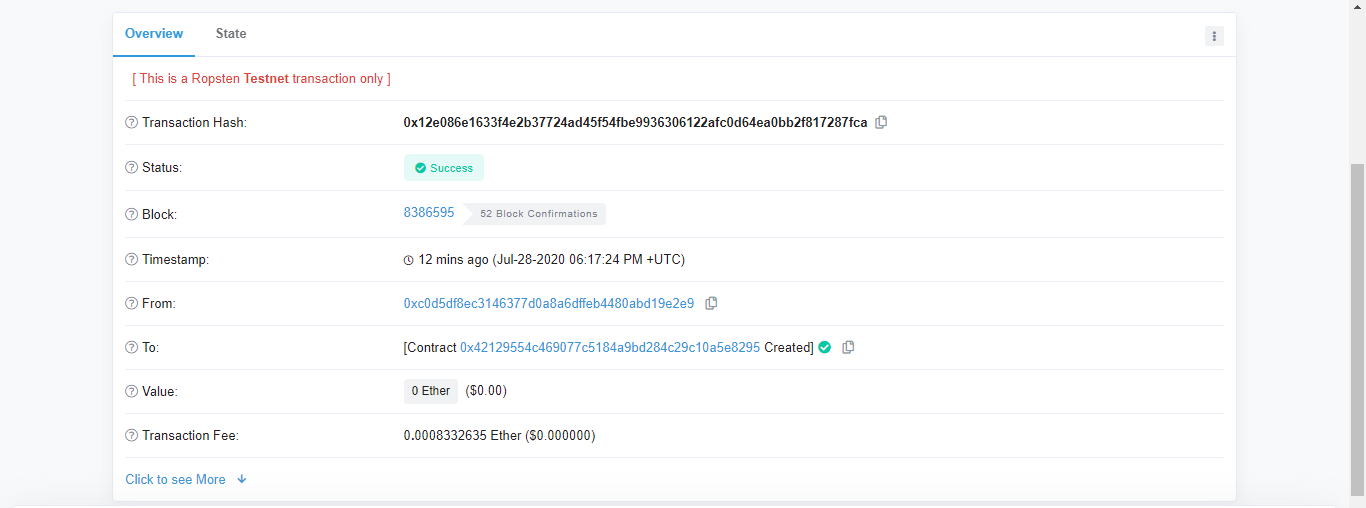 Overview State
[ This is a Ropsten Testnet transaction only ]
Transaction Hash: 0x12e086e1633f4e2b37724ad45f54fbe9936306122afc0d64ea0bb2f817287fca
Status: Success
Block: 8386595 52 Block Confirmations
Timestamp: 12 mins ago (Jul-28-2020 06:17:24 PM +UTC)
From: 0xc0d5df8ec3146377d0a8a6dffeb4480abd19e2e9
To: [Contract 0x42129554c469077c5184a9bd284c29c10a5e8295 Created]
Value: 0 Ether ($0.00)
Transaction Fee: 0.0008332635 Ether ($0.000000)
Click to see More